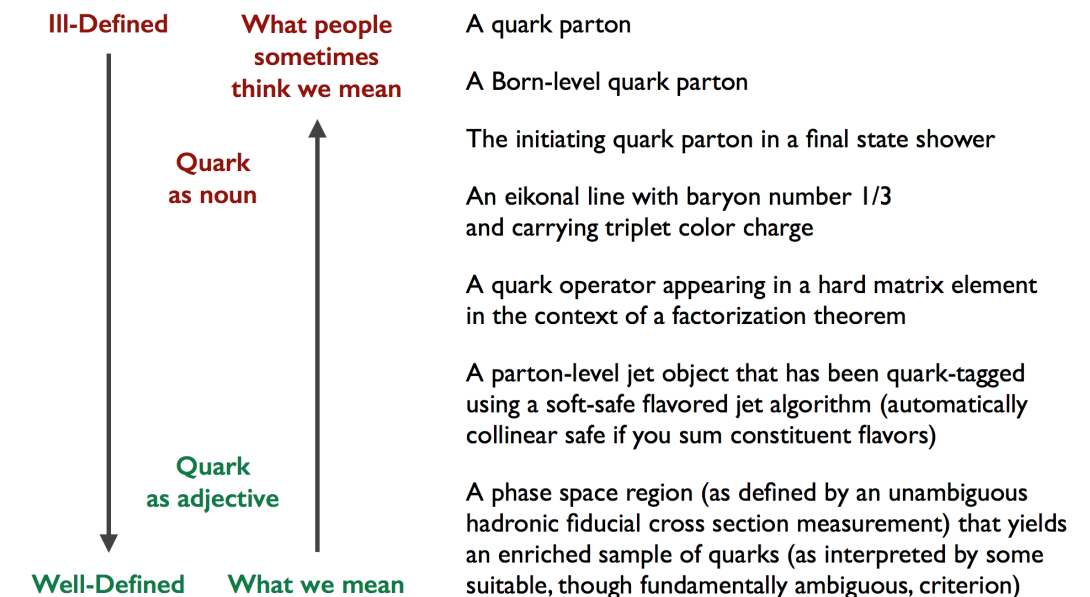 Ill-Defined
What people
sometimes
think we mean
Quark
as noun
Quark
as adjective
Well-Defined
What we mean
A quark parton
A Born-level quark parton
The initiating quark parton in a final state shower
An eikonal line with baryon number 1/3
and carrying triplet color charge
A quark operator appearing in a hard matrix element
in the context of a factorization theorem
A parton-level jet object that has been quark-tagged
using a soft-safe flavored jet algorithm (automatically
collinear safe if you sum constituent flavors)
A phase space region (as defined by an unambiguous
hadronic fiducial cross section measurement) that yields
an enriched sample of quarks (as interpreted by some
suitable, though fundamentally ambiguous, criterion)